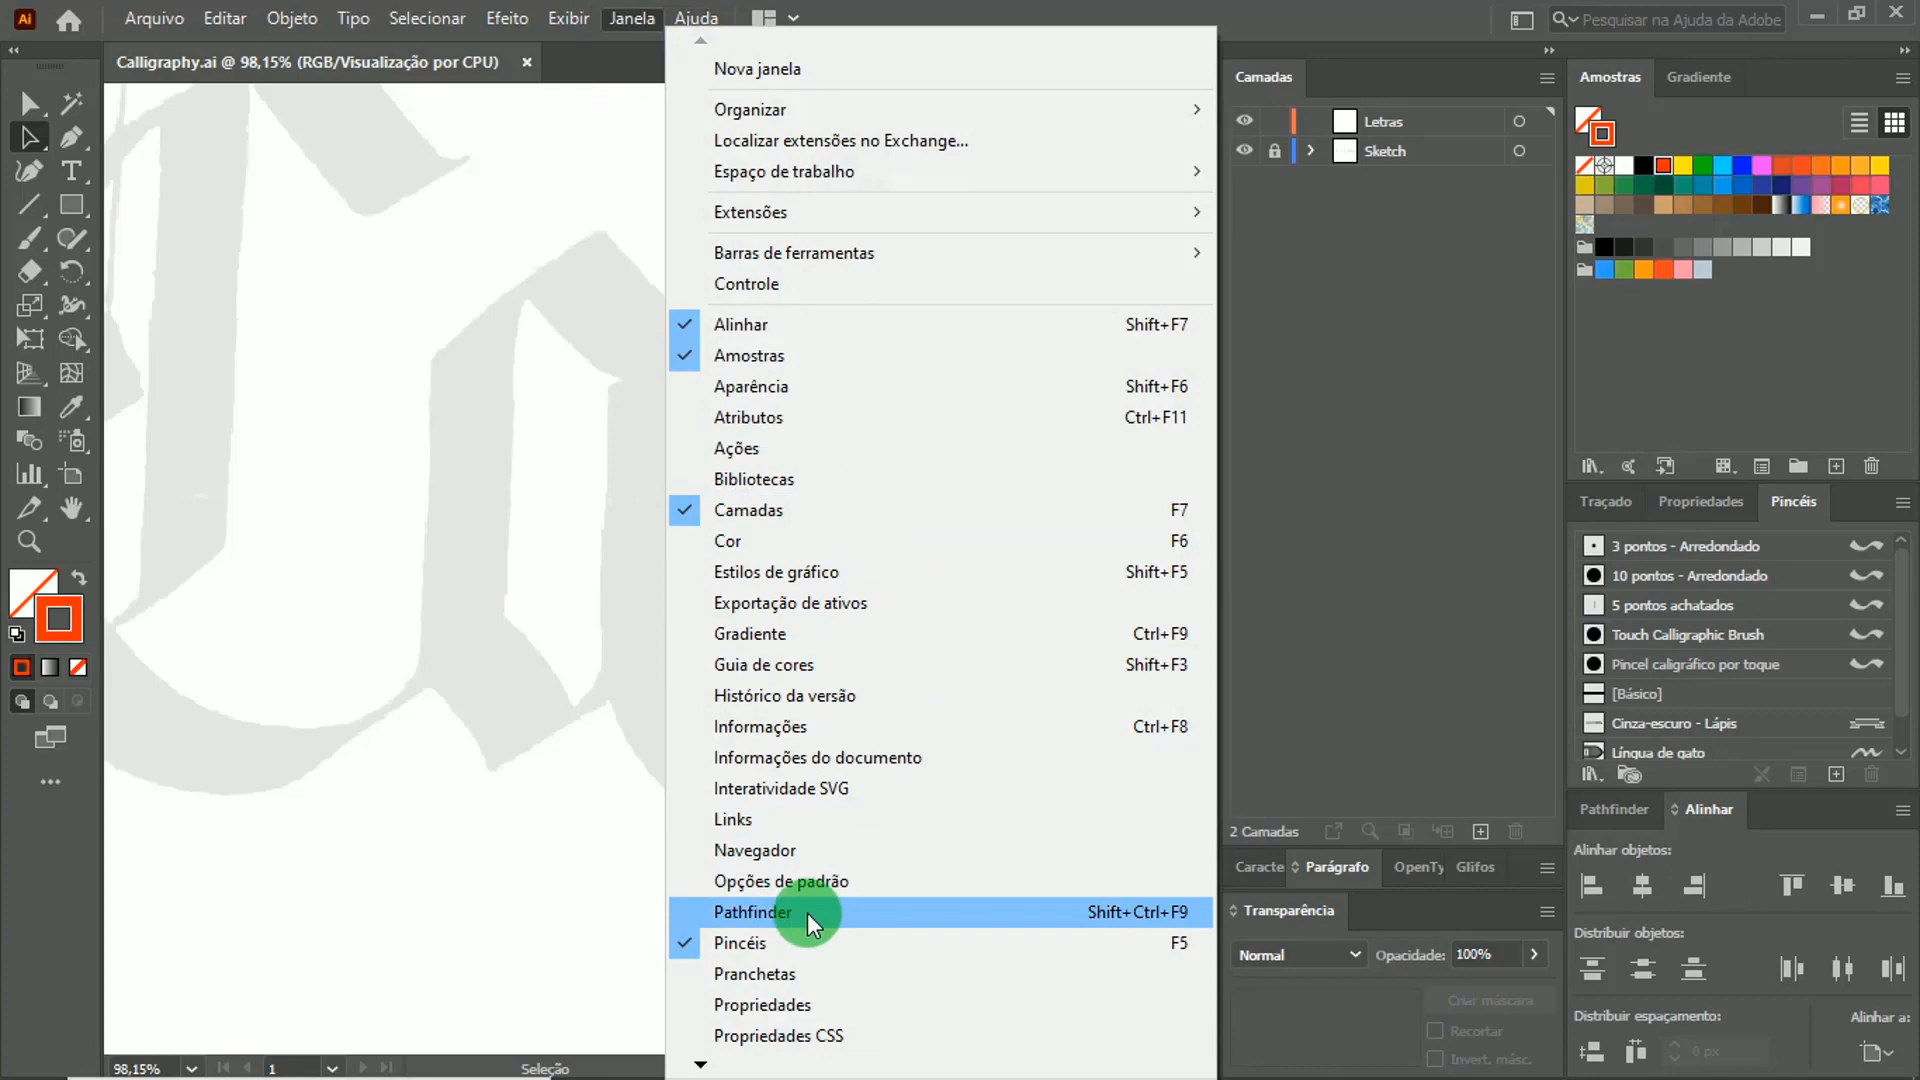 Ai
Arquivo Editar Objeto Tipo Selecionar Efeito Exibir Janela Ajuda
Pesquisar na Ajuda da Adobe
Calligraphy.ai @ 98,15% (RGB/Visualização por CPU)
Nova janela
Organizar
Localizar extensões no Exchange...
Espaço de trabalho
Extensões
Barras de ferramentas
Controle
Alinhar Shift+F7
Amostras
Aparência Shift+F6
Atributos Ctrl+F11
Ações
Bibliotecas
Camadas F7
Cor F6
Estilos de gráfico Shift+F5
Exportação de ativos
Gradiente Ctrl+F9
Guia de cores Shift+F3
Histórico da versão
Informações Ctrl+F8
Informações do documento
Interatividade SVG
Links
Navegador
Opções de padrão
Pathfinder Shift+Ctrl+F9
Pincéis F5
Pranchetas
Propriedades
Propriedades CSS
98,15% 1 Seleção
Camadas
Letras
Sketch
2 Camadas
Caracte Parágrafo OpenTy Glifos
Transparência
Normal Opacidade: 100%
Criar máscara
Recortar
Invert. másc.
Amostras Gradiente
Traçado Propriedades Pincéis
3 pontos - Arredondado
10 pontos - Arredondado
5 pontos achatados
Touch Calligraphic Brush
Pincel caligráfico por toque
[Básico]
Cinza-escuro - Lápis
Língua de gato
Pathfinder Alinhar
Alinhar objetos:
Distribuir objetos:
Distribuir espaçamento: Alinhar a:
0 px